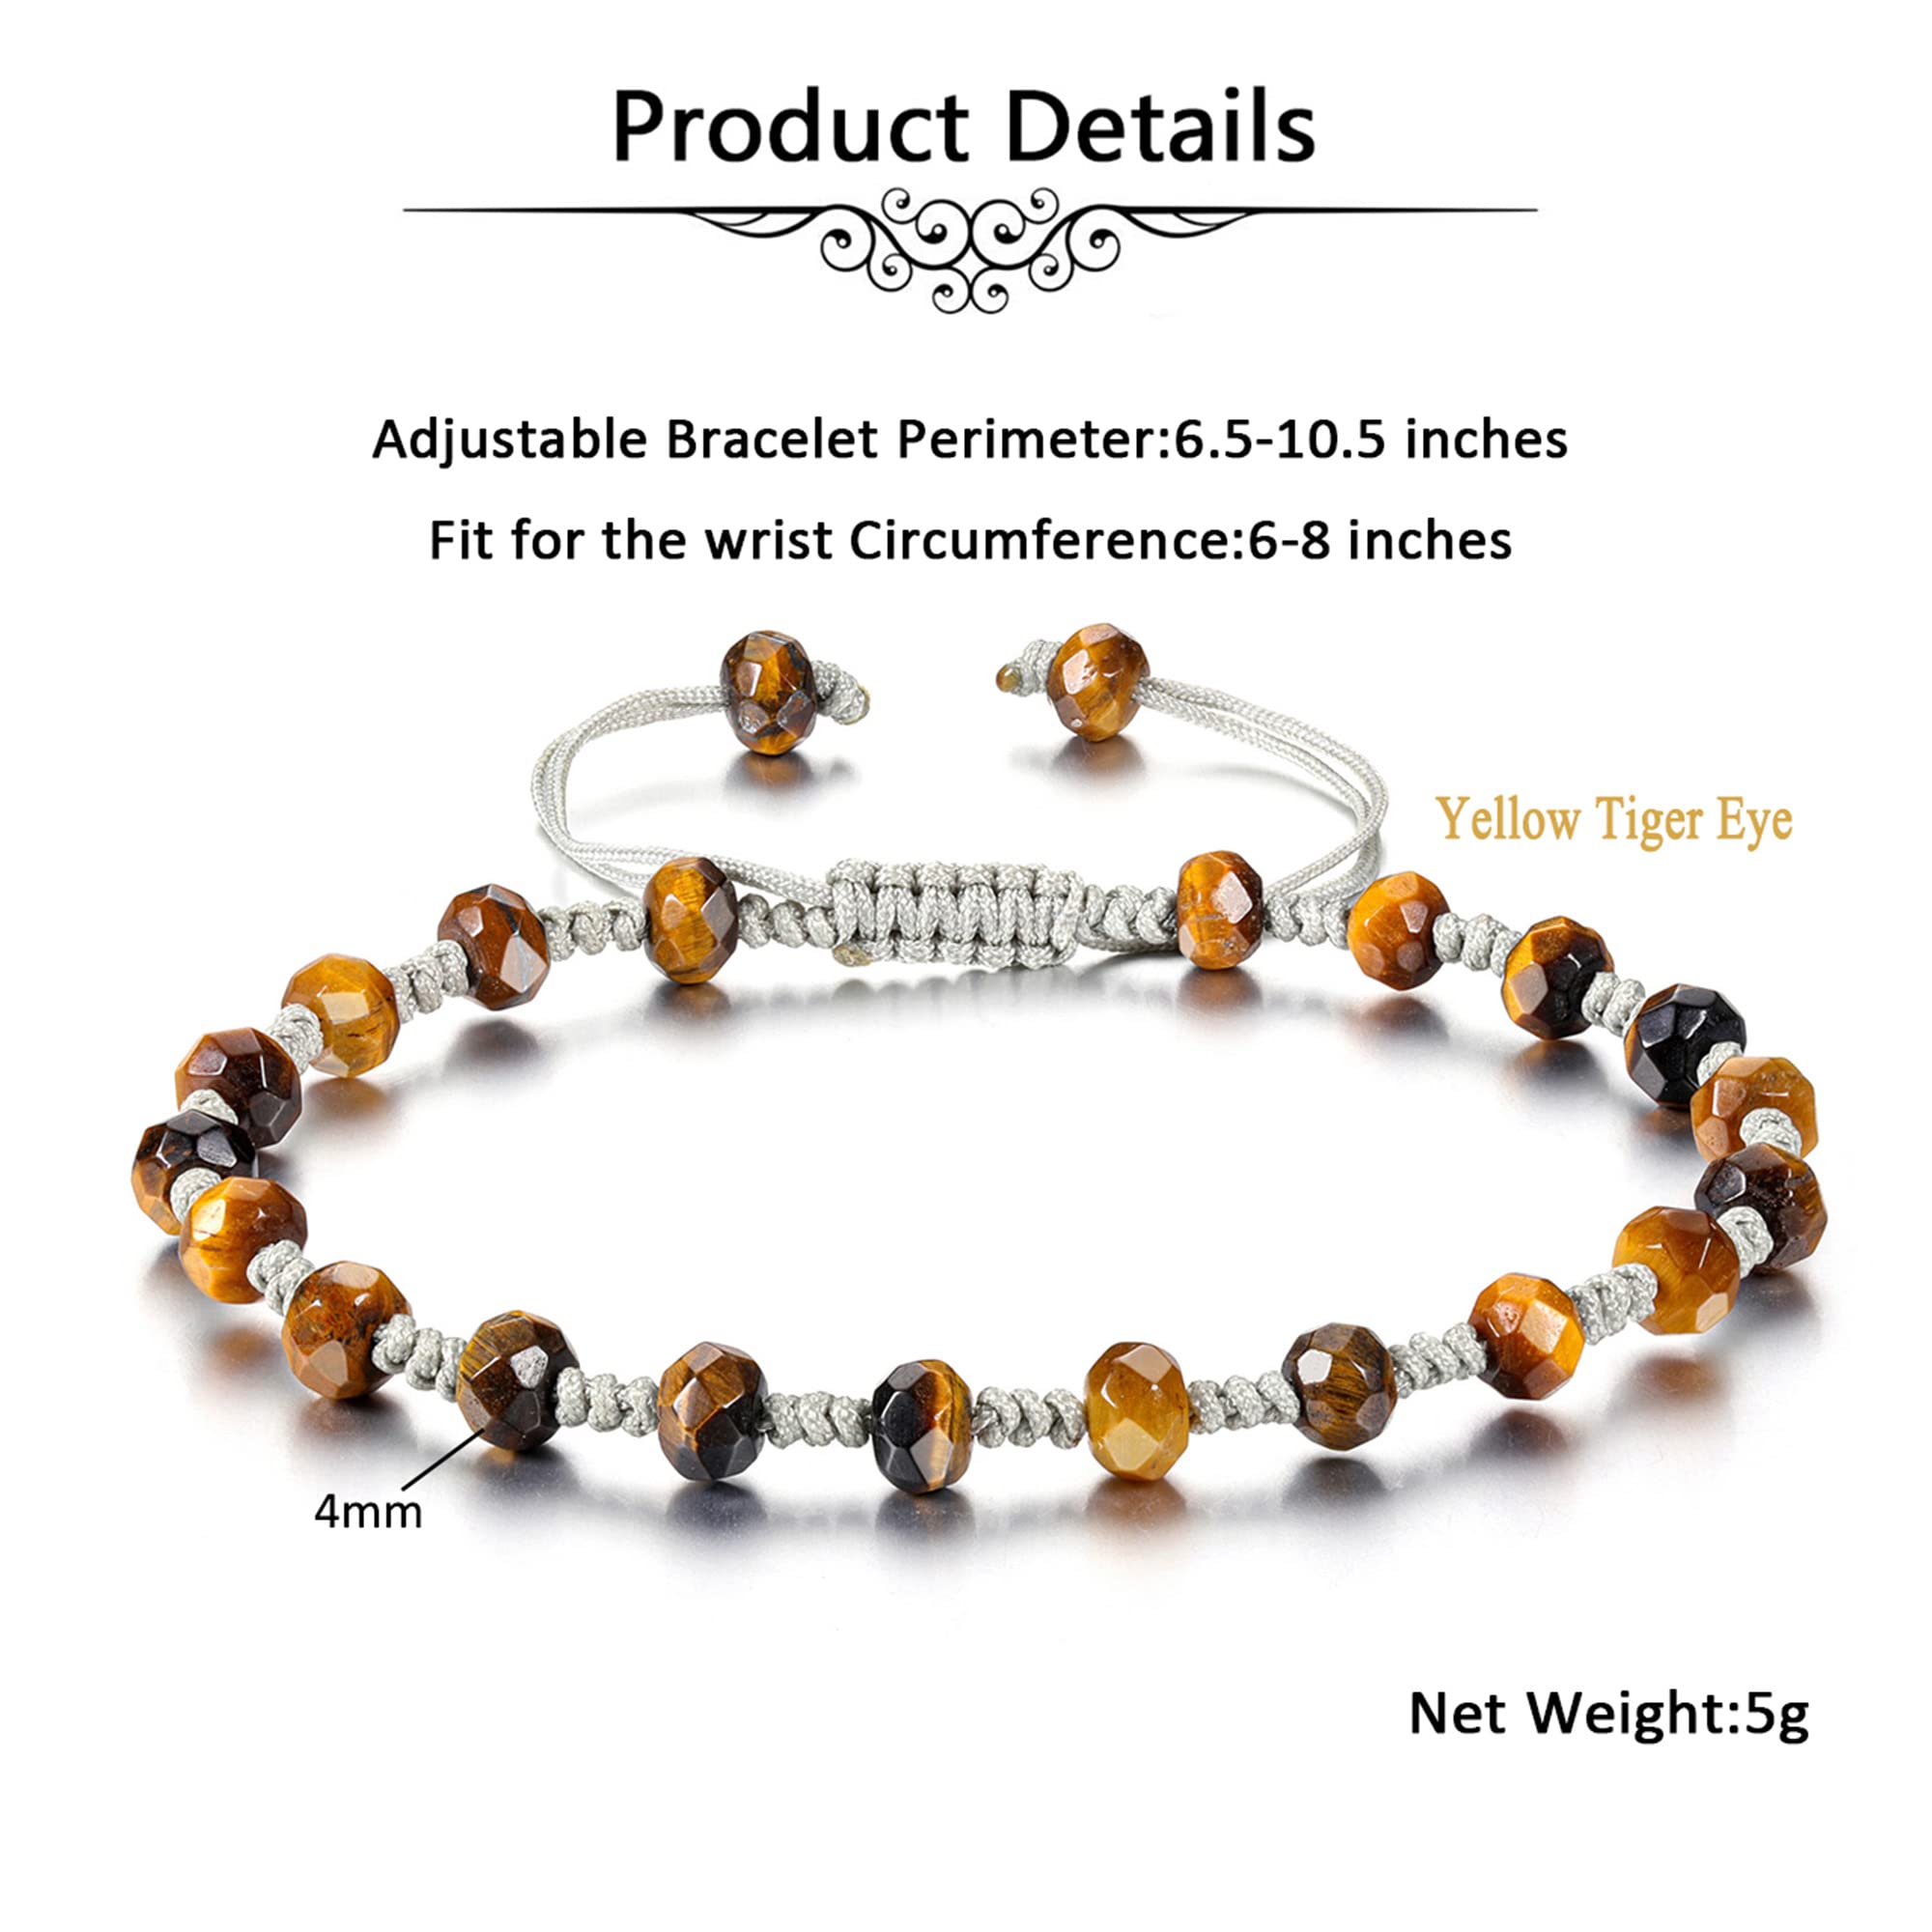 Product Details
Adjustable Bracelet Perimeter:6.5-10.5 inches
Fit for the wrist Circumference:6-8 inches
Yellow Tiger Eye
4mm
Net Weight:5g